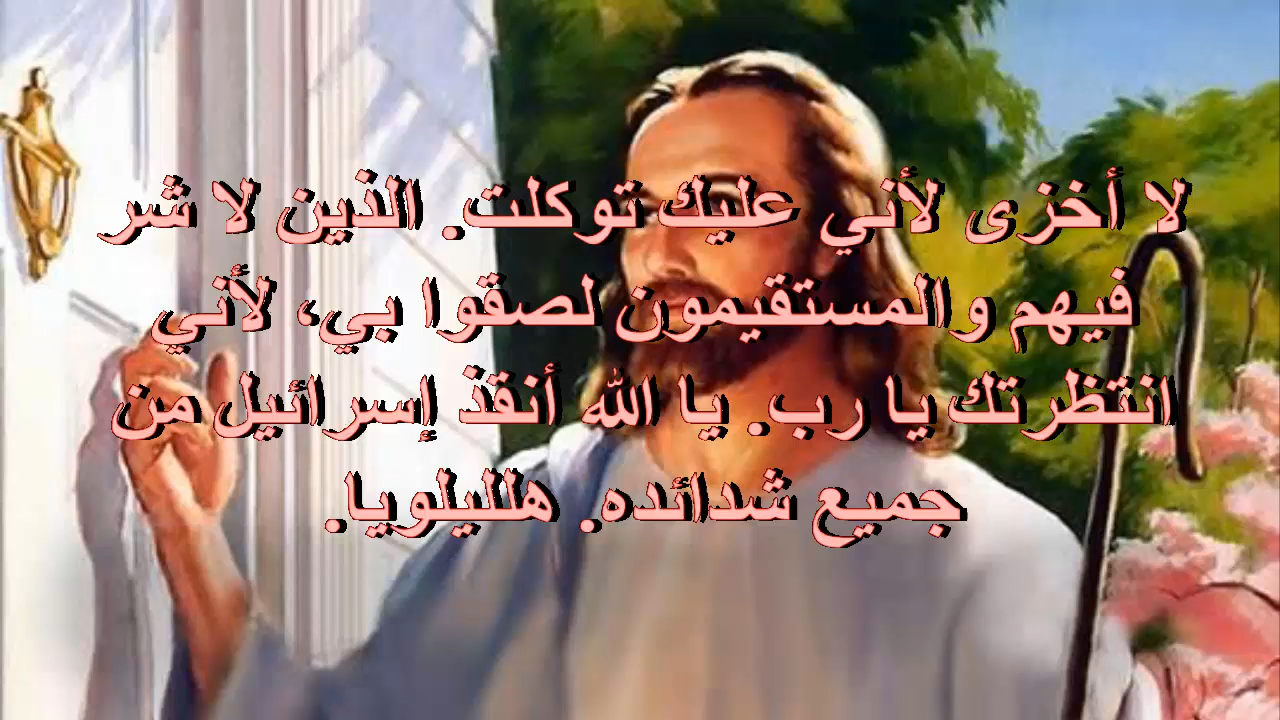 لا أخزى لأني عليك توكلت. الذين لا شر
فيهم والمستقيمون لصقوا بي، لأني
انتظرتك يا رب. يا الله أنقذ إسرائيل من
جميع شدائده. هلليلويا.